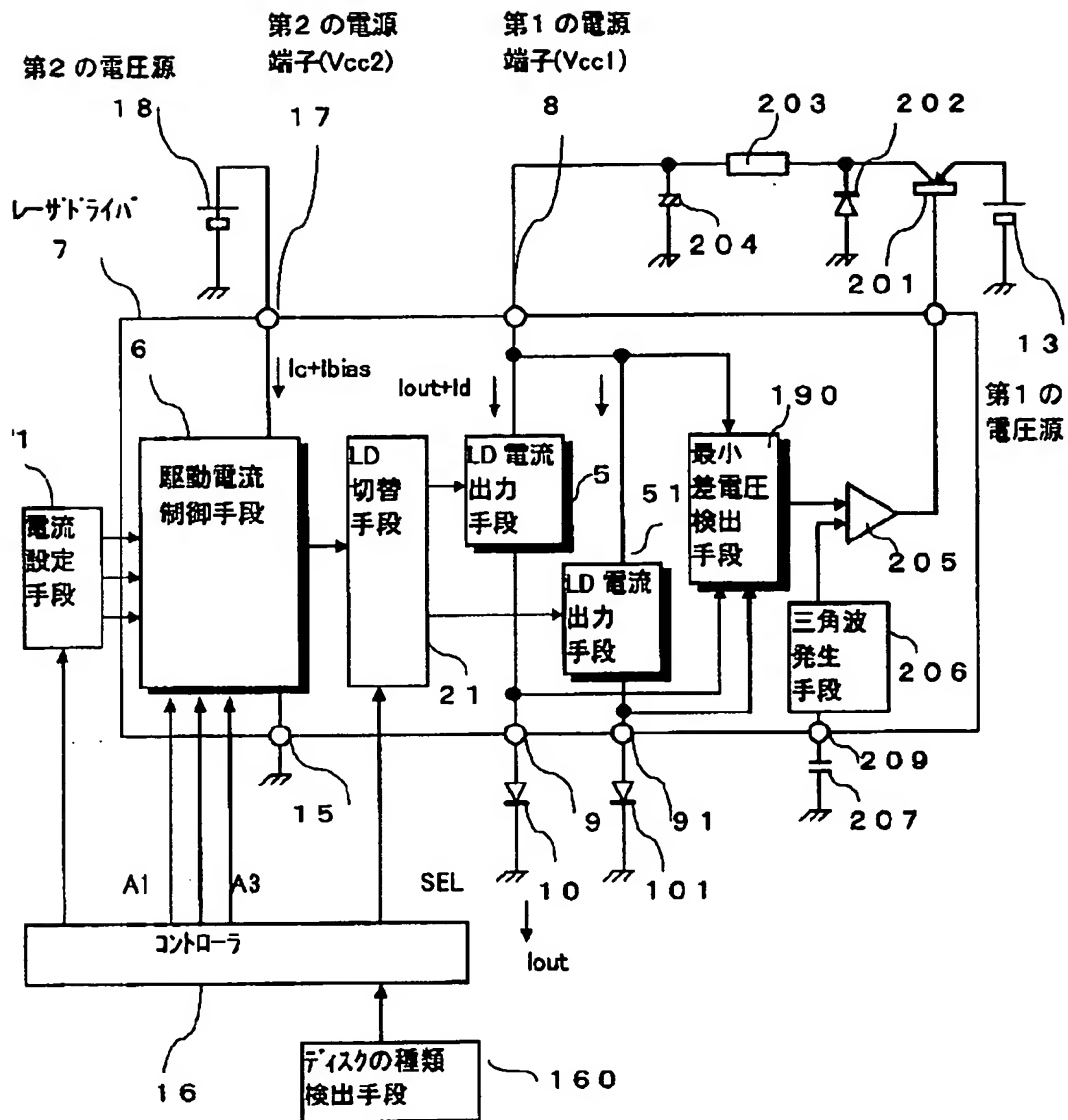 第2の電源
端子(Vcc2)
第1の電源
端子(Vcc1)
第2の電圧源
18
17
8
203
202
204
201
レーザドライバ
7
13
第1の
電圧源
6
Ic+Ibias
Iout+Id
190
1
電流
設定
手段
駆動電流
制御手段
LD
切替
手段
LD 電流
出力
手段
5
51
LD 電流
出力
手段
最小
差電圧
検出
手段
205
三角波
発生
手段
206
21
15
9
91
209
207
10
101
A1
A3
SEL
Iout
コントローラ
16
ディスクの種類
検出手段
160